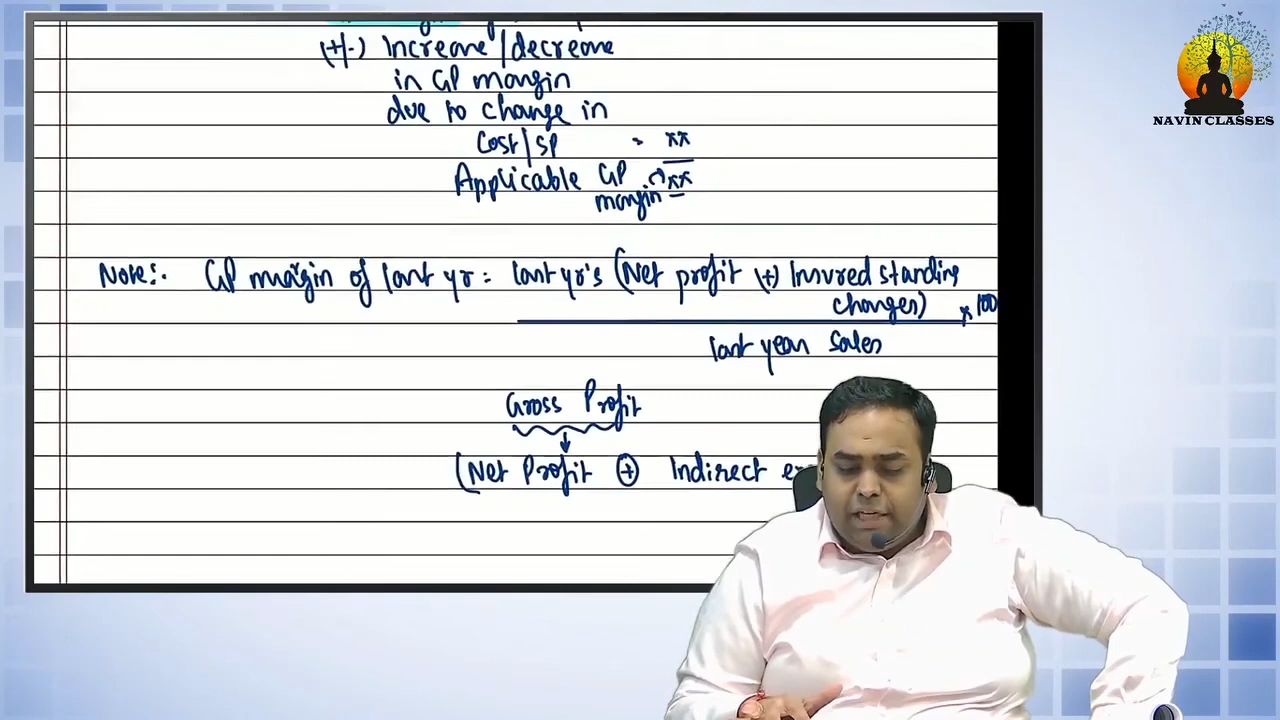 (+/-) Increase/decrease
in GP margin
due to change in
Cost/SP = xx
Applicable GP xx
margin
Note:- GP margin of last yr = last yr's (Net profit (+) Insured standing
charges) x 100
last year sales
Gross Profit
(Net Profit + Indirect
NAVIN CLASSES